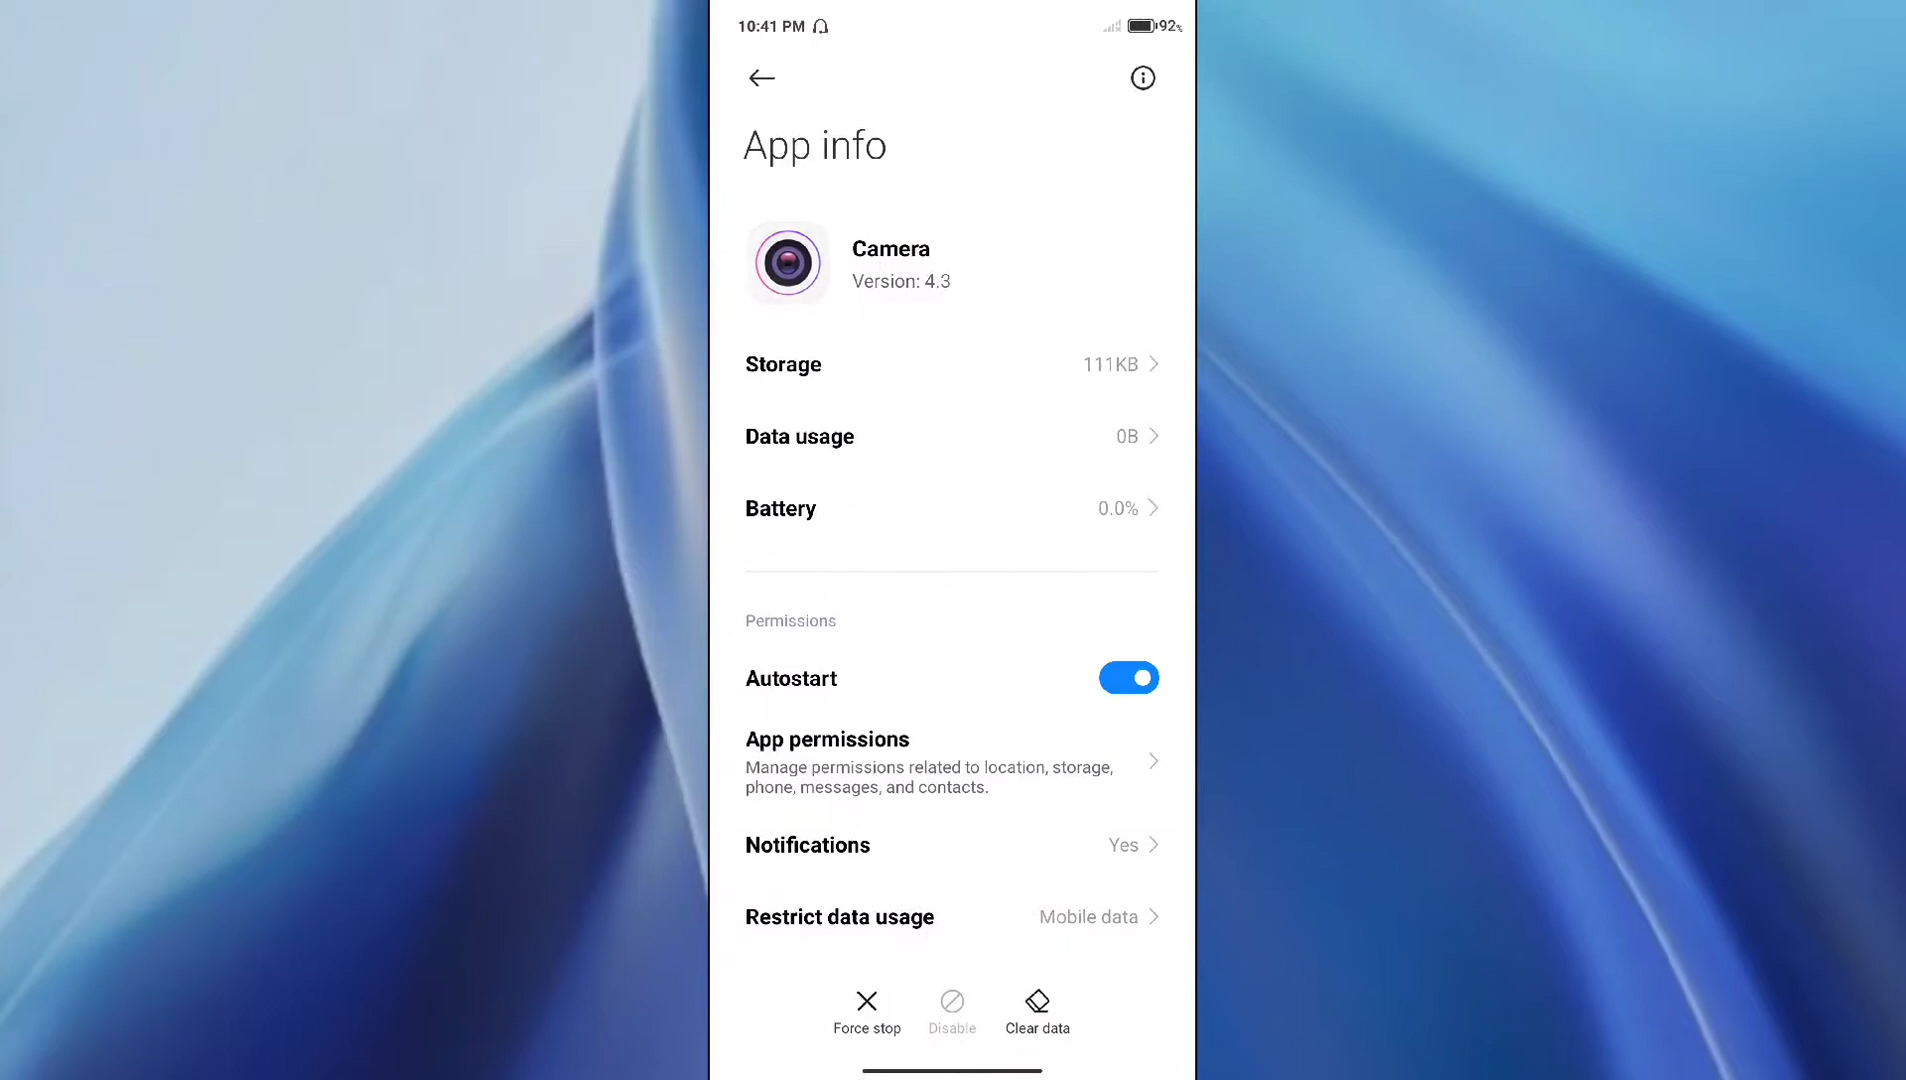 10:41 PM 92%
App info
Camera
Version: 4.3
Storage 111KB
Data usage 0B
Battery 0.0%
Permissions
Autostart
App permissions
Manage permissions related to location, storage,
phone, messages, and contacts.
Notifications Yes
Restrict data usage Mobile data
Force stop Disable Clear data